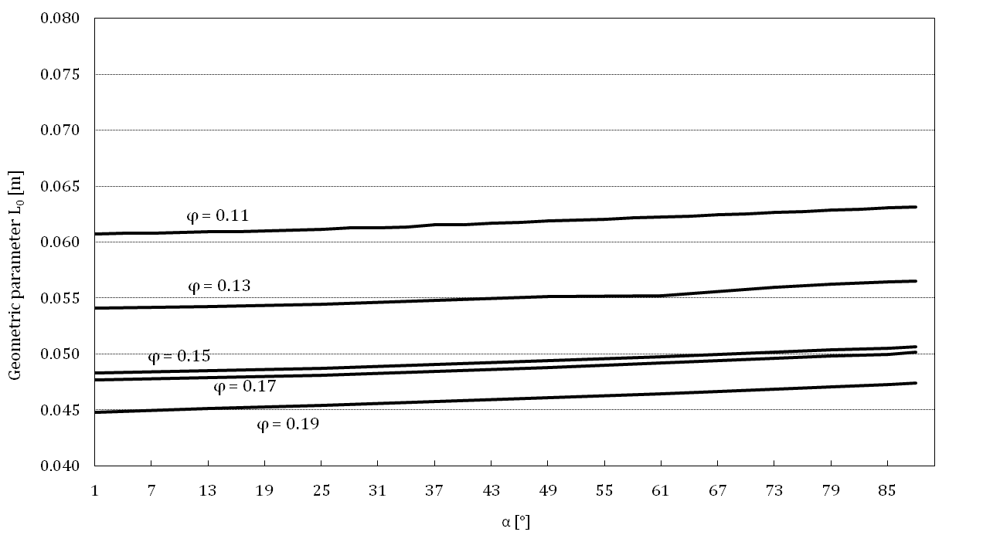 0.080
0.075
0.070
0.065
0.060
0.055
0.050
0.045
0.040
Geometric parameter L₀ [m]
φ = 0.11
φ = 0.13
φ = 0.15
φ = 0.17
φ = 0.19
1 7 13 19 25 31 37 43 49 55 61 67 73 79 85
α [°]